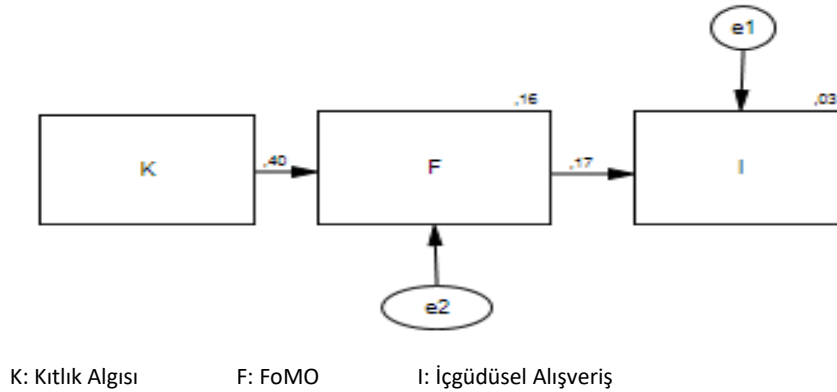 e1
,16 ,03
K ,40 F ,17 I
e2
K: Kıtlık Algısı F: FoMO I: İçgüdüsel Alışveriş